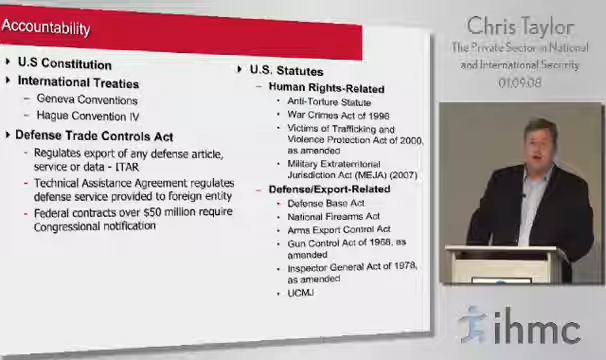 Accountability
U.S Constitution
International Treaties
– Geneva Conventions
– Hague Convention IV
Defense Trade Controls Act
- Regulates export of any defense article,
service or data - ITAR
- Technical Assistance Agreement regulates
defense service provided to foreign entity
- Federal contracts over $50 million require
Congressional notification
U.S. Statutes
– Human Rights-Related
• Anti-Torture Statute
• War Crimes Act of 1996
• Victims of Trafficking and
Violence Protection Act of 2000,
as amended
• Military Extraterritorial
Jurisdiction Act (MEJA) (2007)
– Defense/Export-Related
• Defense Base Act
• National Firearms Act
• Arms Export Control Act
• Gun Control Act of 1968, as
amended
• Inspector General Act of 1978,
as amended
• UCMJ
Chris Taylor
The Private Sector in National
and International Security
01.09.08
ihmc